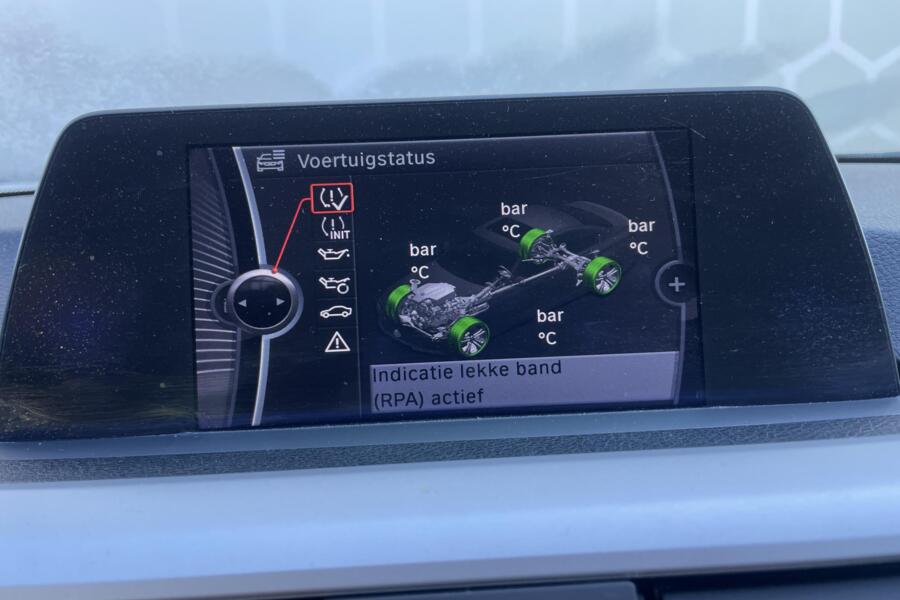 Voertuigstatus
INIT
bar
°C
bar
°C
bar
°C
bar
°C
Indicatie lekke band
(RPA) actief